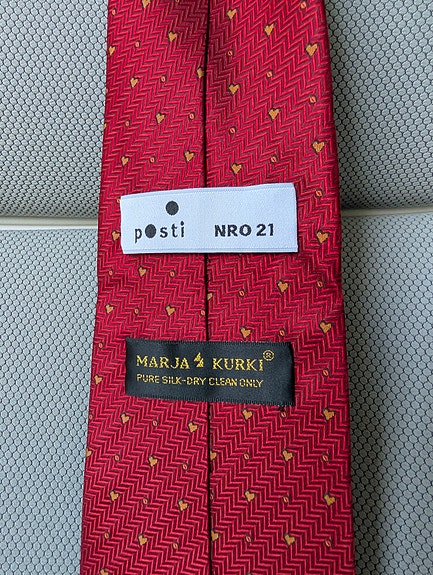 posti NRO 21
MARJA KURKI®
PURE SILK-DRY CLEAN ONLY